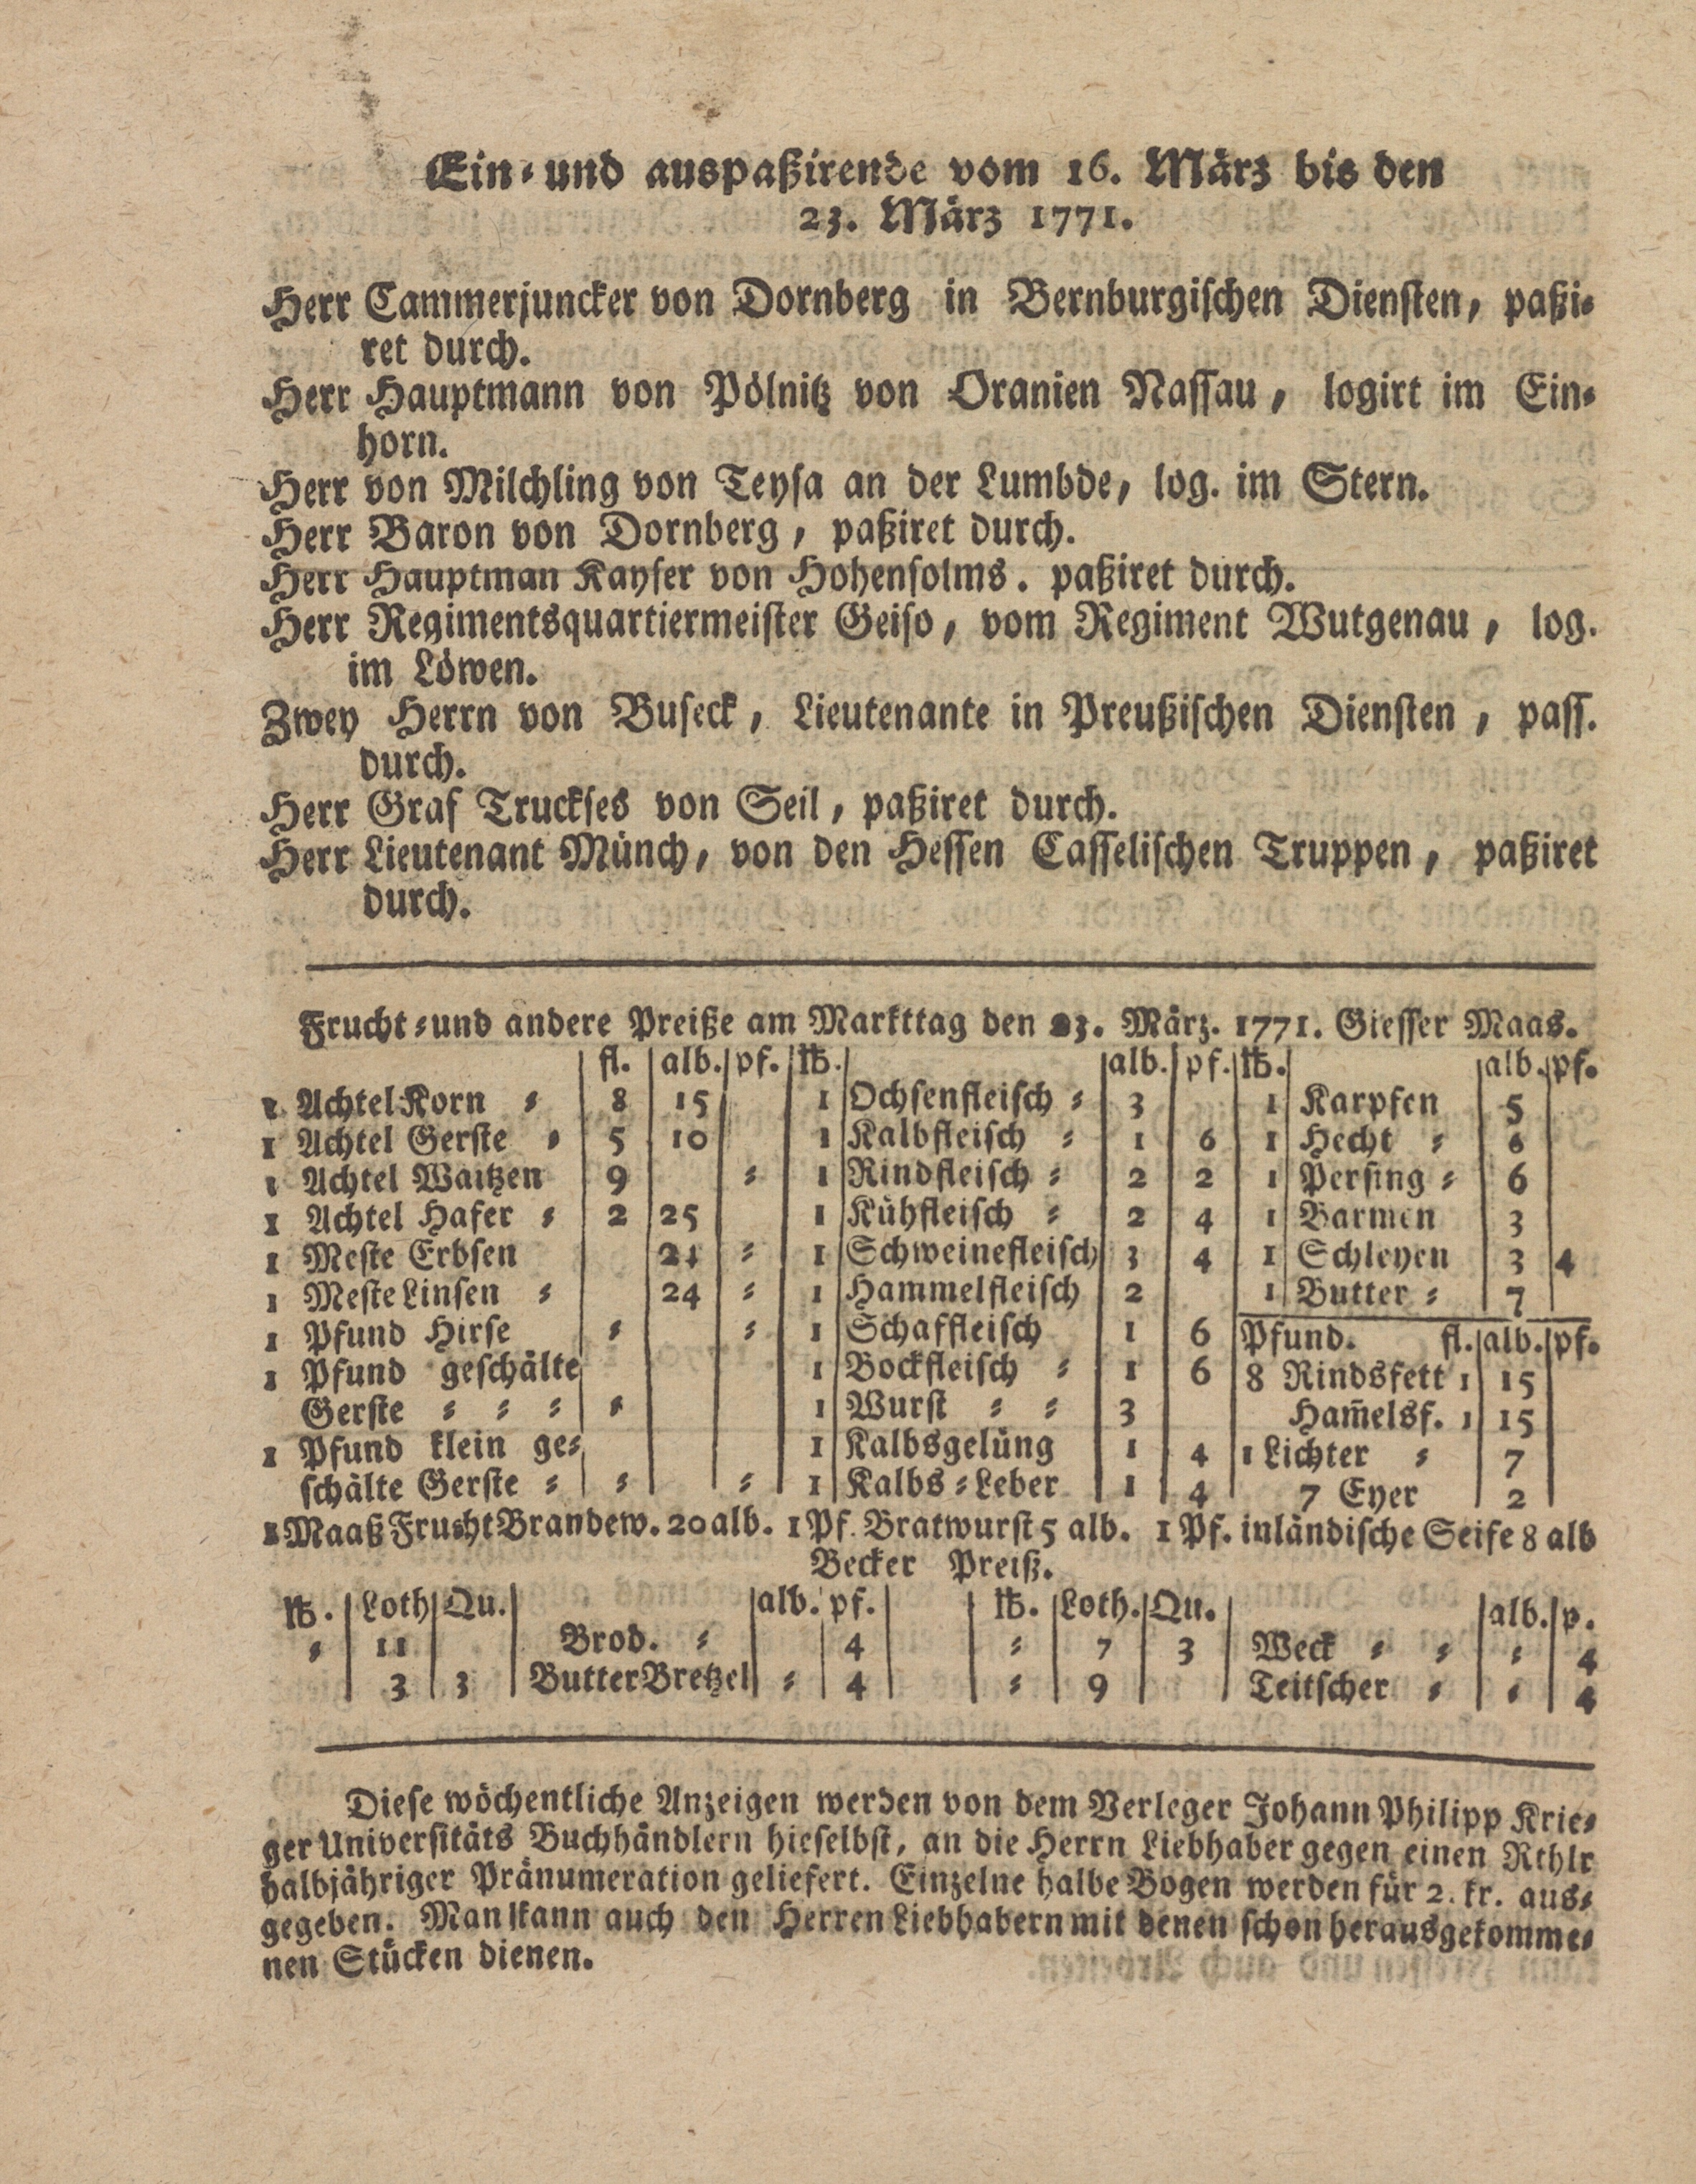 Ein- und auspaßirende vom 16. März bis den
23. März 1771.
Herr Cammerjuncker von Dornberg in Bernburgischen Diensten, paßi-
ret durch.
Herr Hauptmann von Pölnitz von Oranien Nassau, logirt im Ein-
horn.
Herr von Milchling von Teysa an der Lumbde, log. im Stern.
Herr Baron von Dornberg, paßiret durch.
Herr Hauptman Kayser von Hohensolms. paßiret durch.
Herr Regimentsquartiermeister Geiso, vom Regiment Wutgenau, log.
im Löwen.
Zwey Herrn von Buseck, Lieutenante in Preußischen Diensten, pass.
durch.
Herr Graf Truckses von Seil, paßiret durch.
Herr Lieutenant Münch, von den Hessen Casselischen Truppen, paßiret
durch.
Frucht- und andere Preiße am Markttag den 23. März. 1771. Giesser Maas.
fl. alb. pf. ℔. alb. pf. ℔. alb. pf.
1 Achtel Korn - 8 15 1 Ochsenfleisch - 3 1 Karpfen 5
1 Achtel Gerste - 5 10 1 Kalbfleisch - 1 6 1 Hecht - 6
1 Achtel Waitzen 9 - 1 Rindfleisch - 2 2 1 Persing - 6
1 Achtel Hafer - 2 25 1 Kühfleisch - 2 4 1 Barmen 3
1 Meste Erbsen 24 - 1 Schweinefleisch 3 4 1 Schleyen 3 4
1 Meste Linsen - 24 - 1 Hammelfleisch 2 1 Butter - 7
1 Pfund Hirse - - 1 Schaffleisch 1 6 Pfund. fl. alb. pf.
1 Pfund geschälte 1 Bockfleisch - 1 6 8 Rindsfett 1 15
Gerste - - - - 1 Wurst - - 3 Ham̃elsf. 1 15
1 Pfund klein ge- 1 Kalbsgelüng 1 4 1 Lichter - 7
schälte Gerste - - - 1 Kalbs-Leber 1 4 7 Eyer 2
1 Maaß Frucht Brandew. 20 alb. 1 Pf. Bratwurst 5 alb. 1 Pf. inländische Seife 8 alb
Becker Preiß.
℔. Loth Qu. alb. pf. ℔. Loth. Qu. alb. p.
- 11 Brod. - 4 - 7 3 Weck - - - 4
3 3 Butter Bretzel - 4 - 9 Teitscher - - 4
Diese wöchentliche Anzeigen werden von dem Verleger Johann Philipp Krie-
ger Universitäts Buchhändlern hieselbst, an die Herrn Liebhaber gegen einen Rthlr
halbjähriger Pränumeration geliefert. Einzelne halbe Bogen werden für 2. kr. aus-
gegeben. Man kann auch den Herren Liebhabern mit denen schon herausgekomme-
nen Stücken dienen.